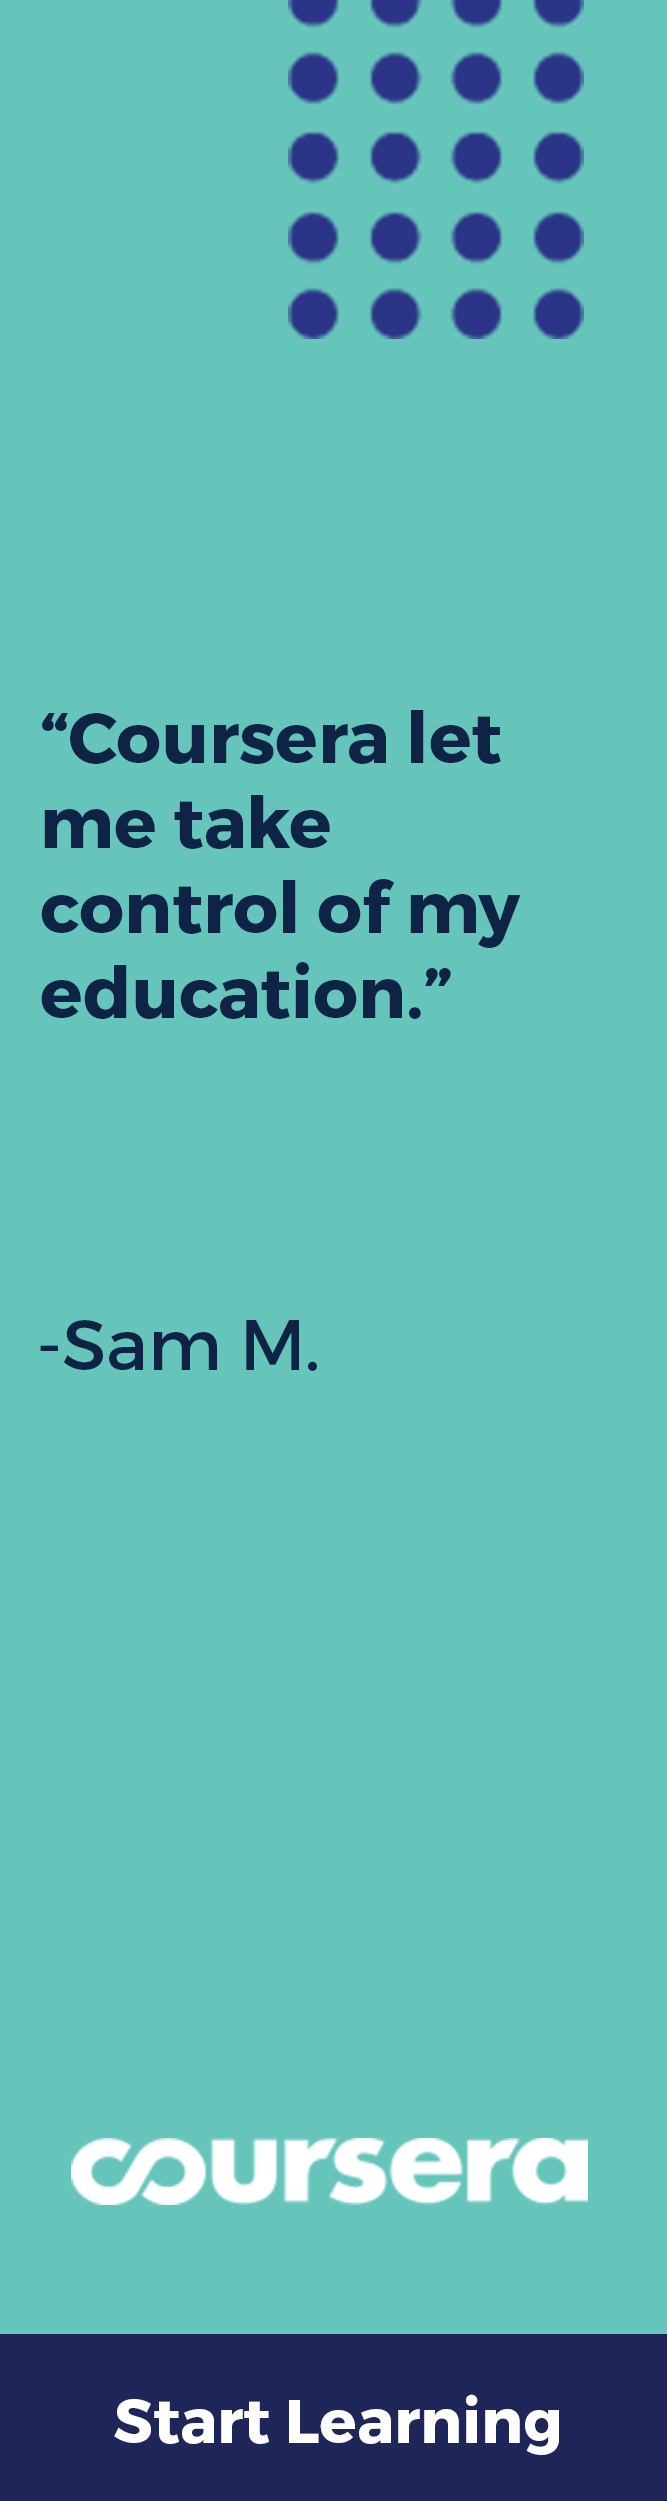 “Coursera let
me take
control of my
education.”
-Sam M.
coursera
Start Learning